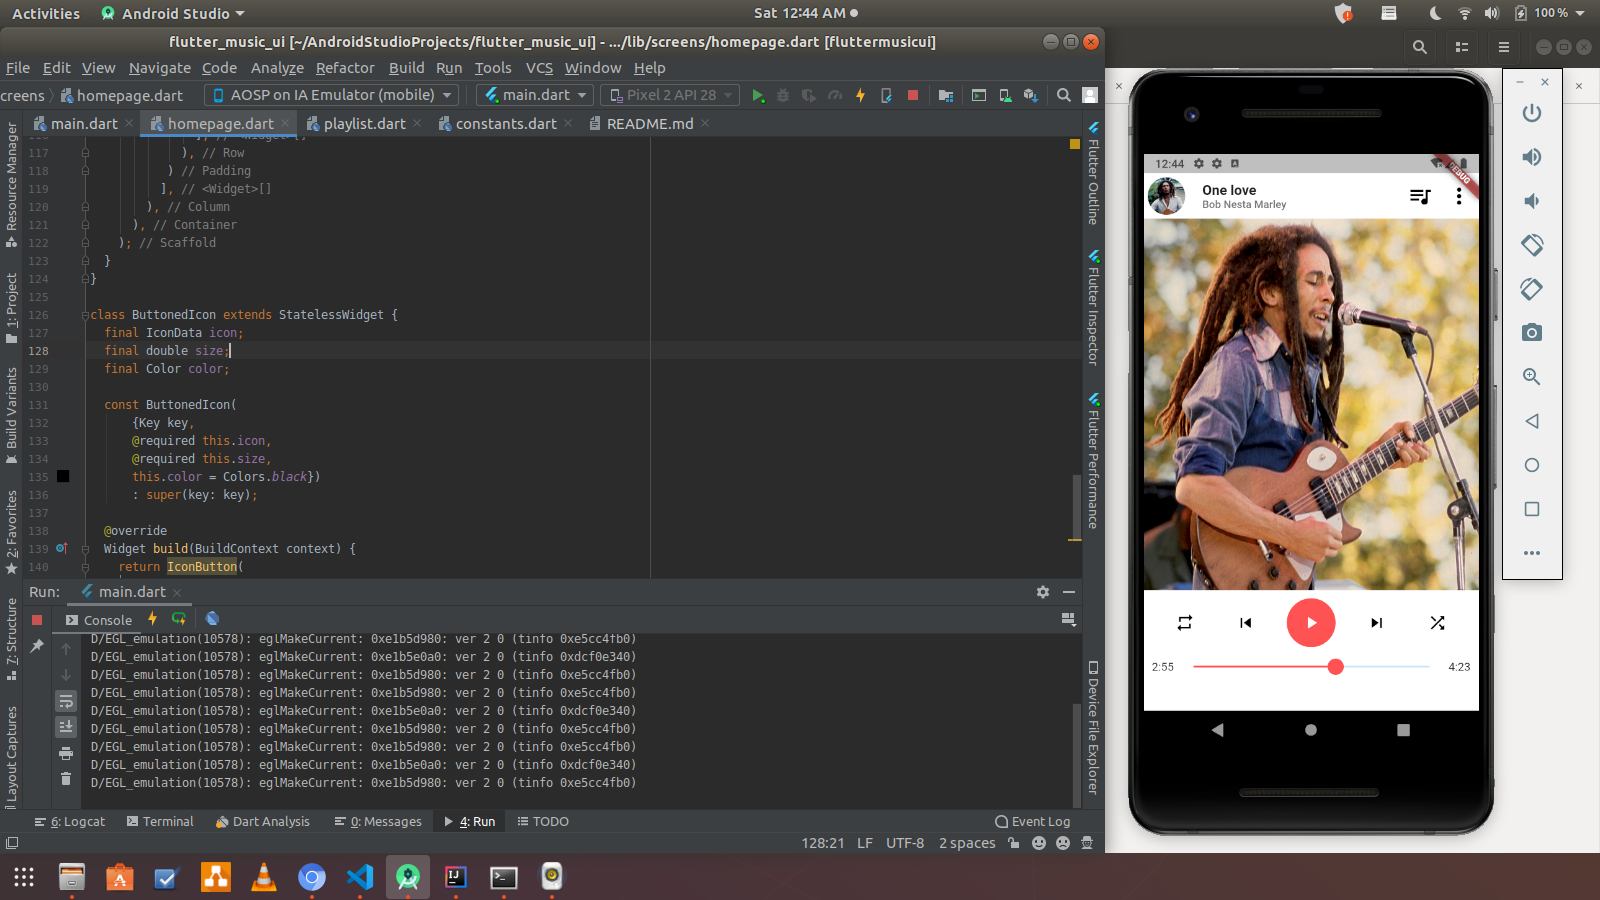 Activities
Android Studio
Sat 12:44 AM
100 %
flutter_music_ui [~/AndroidStudioProjects/flutter_music_ui] - .../lib/screens/homepage.dart [fluttermusicui]
File Edit View Navigate Code Analyze Refactor Build Run Tools VCS Window Help
creens homepage.dart
AOSP on IA Emulator (mobile)
main.dart
Pixel 2 API 28
main.dart
homepage.dart
playlist.dart
constants.dart
README.md
117 ), // Row
118 ) // Padding
119 ], // <Widget>[]
120 ), // Column
121 ), // Container
122 ); // Scaffold
123 }
124 }
125
126 class ButtonedIcon extends StatelessWidget {
127 final IconData icon;
128 final double size;
129 final Color color;
130
131 const ButtonedIcon(
132 {Key key,
133 @required this.icon,
134 @required this.size,
135 this.color = Colors.black})
136 : super(key: key);
137
138 @override
139 Widget build(BuildContext context) {
140 return IconButton(
Resource Manager
1: Project
Build Variants
2: Favorites
7: Structure
Layout Captures
Flutter Outline
Flutter Inspector
Flutter Performance
Device File Explorer
Run:
main.dart
Console
D/EGL_emulation(10578): eglMakeCurrent: 0xe1b5d980: ver 2 0 (tinfo 0xe5cc4fb0)
D/EGL_emulation(10578): eglMakeCurrent: 0xe1b5e0a0: ver 2 0 (tinfo 0xdcf0e340)
D/EGL_emulation(10578): eglMakeCurrent: 0xe1b5d980: ver 2 0 (tinfo 0xe5cc4fb0)
D/EGL_emulation(10578): eglMakeCurrent: 0xe1b5d980: ver 2 0 (tinfo 0xe5cc4fb0)
D/EGL_emulation(10578): eglMakeCurrent: 0xe1b5e0a0: ver 2 0 (tinfo 0xdcf0e340)
D/EGL_emulation(10578): eglMakeCurrent: 0xe1b5d980: ver 2 0 (tinfo 0xe5cc4fb0)
D/EGL_emulation(10578): eglMakeCurrent: 0xe1b5d980: ver 2 0 (tinfo 0xe5cc4fb0)
D/EGL_emulation(10578): eglMakeCurrent: 0xe1b5e0a0: ver 2 0 (tinfo 0xdcf0e340)
D/EGL_emulation(10578): eglMakeCurrent: 0xe1b5d980: ver 2 0 (tinfo 0xe5cc4fb0)
6: Logcat
Terminal
Dart Analysis
0: Messages
4: Run
TODO
Event Log
128:21 LF UTF-8 2 spaces
12:44
DEBUG
One love
Bob Nesta Marley
2:55
4:23